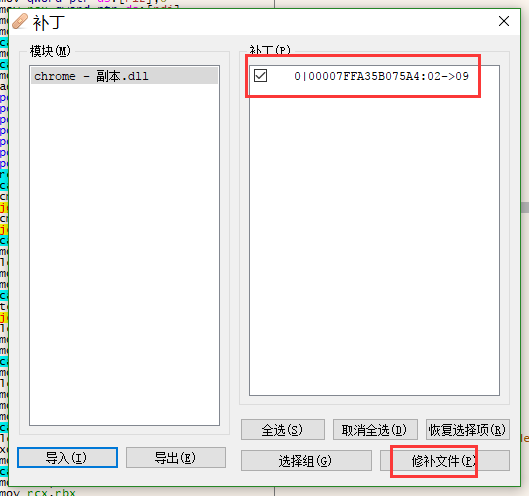 补丁
模块(M)
补丁(P)
chrome - 副本.dll
0|00007FFA35B075A4:02->09
全选(S)
取消全选(D)
恢复选择项(R)
导入(I)
导出(E)
选择组(G)
修补文件(P)
mov rcx,rbx